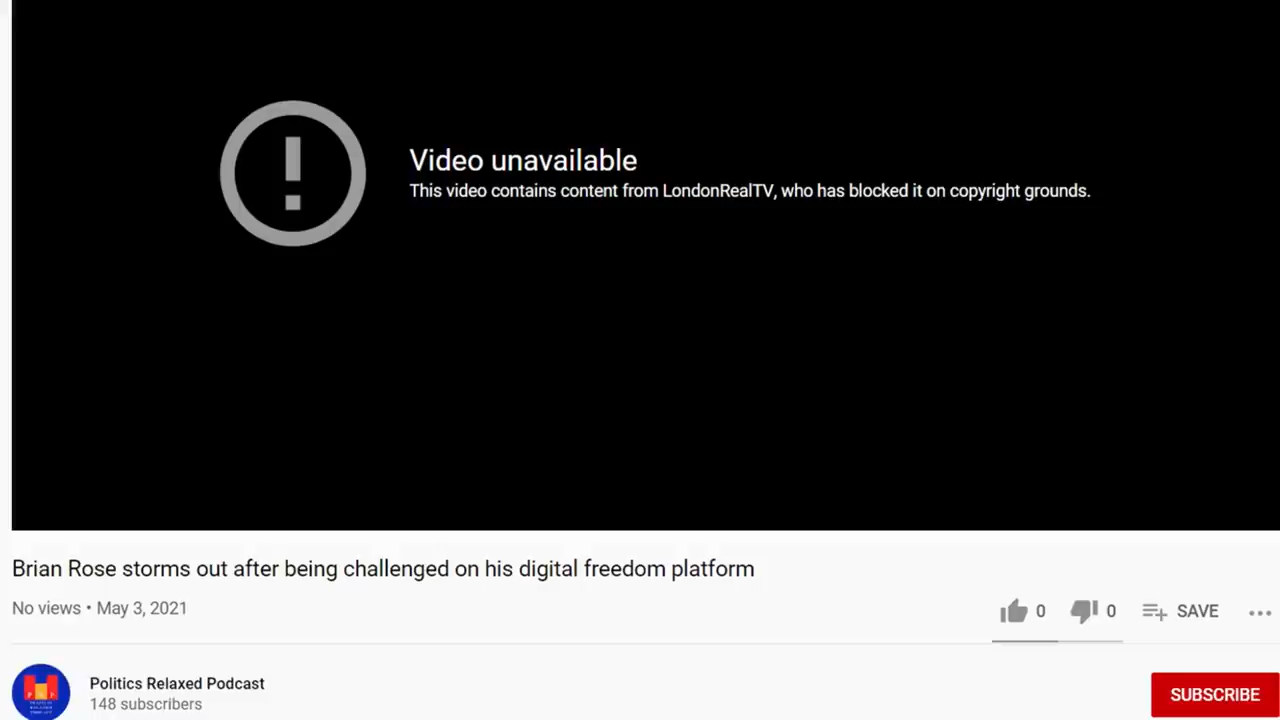 Video unavailable
This video contains content from LondonRealTV, who has blocked it on copyright grounds.
Brian Rose storms out after being challenged on his digital freedom platform
No views • May 3, 2021
0 0 SAVE
Politics Relaxed Podcast
148 subscribers
SUBSCRIBE